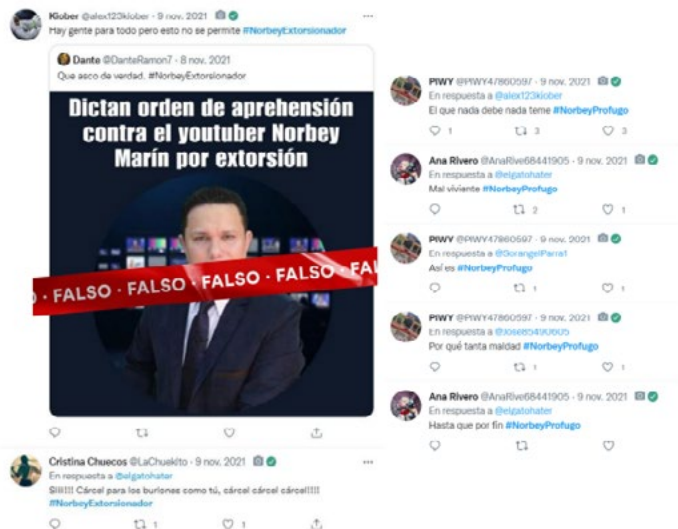 Kiober @alex123kiober · 9 nov. 2021
Hay gente para todo pero esto no se permite #NorbeyExtorsionador
Dante @DanteRamon7 · 8 nov. 2021
Que asco de verdad. #NorbeyExtorsionador
Dictan orden de aprehensión
contra el youtuber Norbey
Marín por extorsión
O · FALSO · FALSO · FALSO · FALSO · FAL
Cristina Chuecos @LaChuekito · 9 nov. 2021
En respuesta a @elgatohater
SIIII!!! Cárcel para los burlones como tú, cárcel cárcel cárcel!!!!!
#NorbeyExtorsionador
1 1
PIWY @PIWY47860597 · 9 nov. 2021
En respuesta a @alex123kiober
El que nada debe nada teme #NorbeyProfugo
1 3 3
Ana Rivero @AnaRive68441905 · 9 nov. 2021
En respuesta a @elgatohater
Mal viviente #NorbeyProfugo
2 1
PIWY @PIWY47860597 · 9 nov. 2021
En respuesta a @SorangelParra1
Así es #NorbeyProfugo
1 1
PIWY @PIWY47860597 · 9 nov. 2021
En respuesta a @Jose85490605
Por qué tanta maldad #NorbeyProfugo
1 1
Ana Rivero @AnaRive68441905 · 9 nov. 2021
En respuesta a @elgatohater
Hasta que por fin #NorbeyProfugo